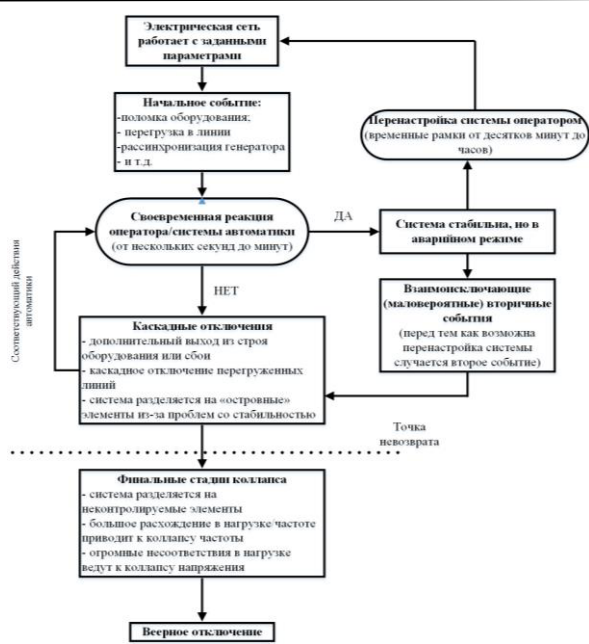 Электрическая сеть
работает с заданными
параметрами
Начальное событие:
-поломка оборудования;
- перегрузка в линии
-рассинхронизация генератора
- и т.д.
Перенастройка системы оператором
(временные рамки от десятков минут до
часов)
Своевременная реакция
оператора/системы автоматики
(от нескольких секунд до минут)
ДА
Система стабильна, но в
аварийном режиме
НЕТ
Взаимоисключающие
(маловероятные) вторичные
события
(перед тем как возможна
перенастройка системы
случается второе событие)
Соответствующий действия
автоматики
Каскадные отключения
- дополнительный выход из строя
оборудования или сбои
- каскадное отключение перегруженных
линий
- система разделяется на «островные»
элементы из-за проблем со стабильностью
Точка
невозврата
Финальные стадии коллапса
- система разделяется на
неконтролируемые элементы
- большое расхождение в нагрузке/частоте
приводит к коллапсу частоты
- огромные несоответствия в нагрузке
ведут к коллапсу напряжения
Веерное отключение